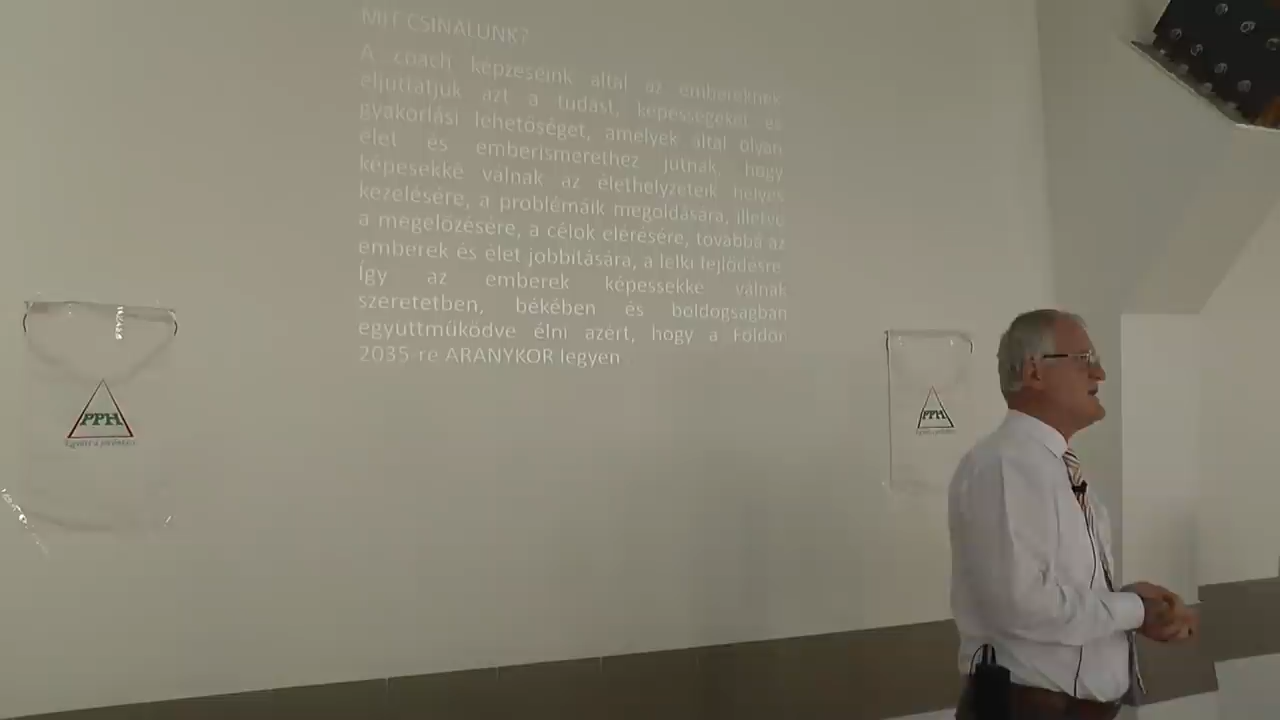 MIT CSINÁLUNK?
A coach képzéseink által az embereknek
eljuttatjuk azt a tudást, képességeket és
gyakorlási lehetőséget, amelyek által olyan
élet és emberismerethez jutnak, hogy
képesekké válnak az élethelyzeteik helyes
kezelésére, a problémáik megoldására, illetve
a megelőzésére, a célok elérésére, továbbá az
emberek és élet jobbítására, a lelki fejlődésre
Így az emberek képessekké válnak
szeretetben, békében és boldogságban
együttműködve élni azért, hogy a Földön
2035-re ARANYKOR legyen
PPH
PPH